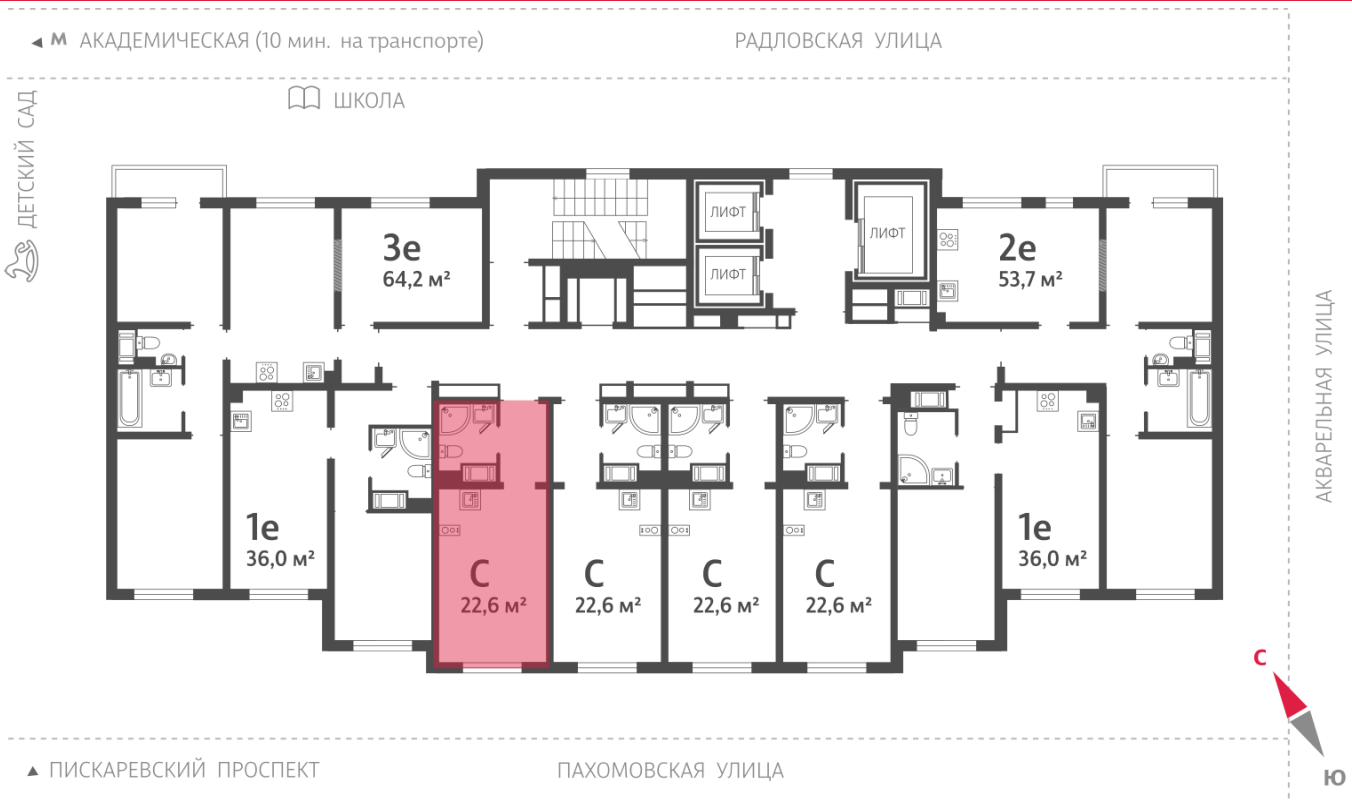 М АКАДЕМИЧЕСКАЯ (10 мин. на транспорте)
РАДЛОВСКАЯ УЛИЦА
ДЕТСКИЙ САД
ШКОЛА
ЛИФТ
ЛИФТ
ЛИФТ
3е
64,2 м²
2е
53,7 м²
АКВАРЕЛЬНАЯ УЛИЦА
1е
36,0 м²
С
22,6 м²
С
22,6 м²
С
22,6 м²
С
22,6 м²
1е
36,0 м²
С
Ю
ПИСКАРЕВСКИЙ ПРОСПЕКТ
ПАХОМОВСКАЯ УЛИЦА